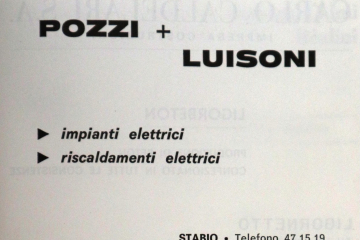 POZZI +
LUISONI
▶ impianti elettrici
▶ riscaldamenti elettrici
STABIO • Telefono 47 15 19